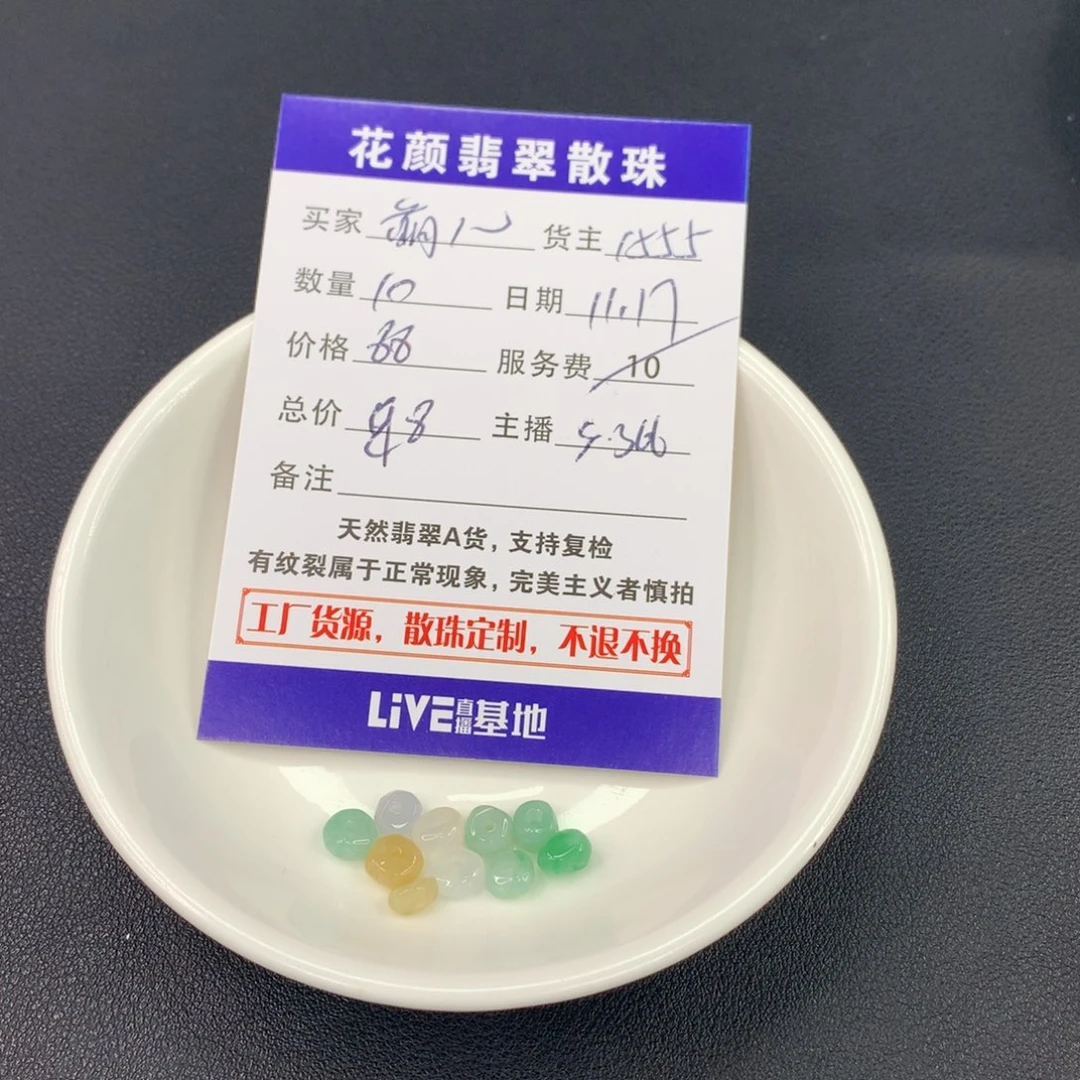 花颜翡翠散珠
买家 货主 1555
数量 10 日期 11.17
价格 88 服务费 10
总价 98 主播
备注
天然翡翠A货，支持复检
有纹裂属于正常现象，完美主义者慎拍
工厂货源，散珠定制，不退不换
LiVE直播基地